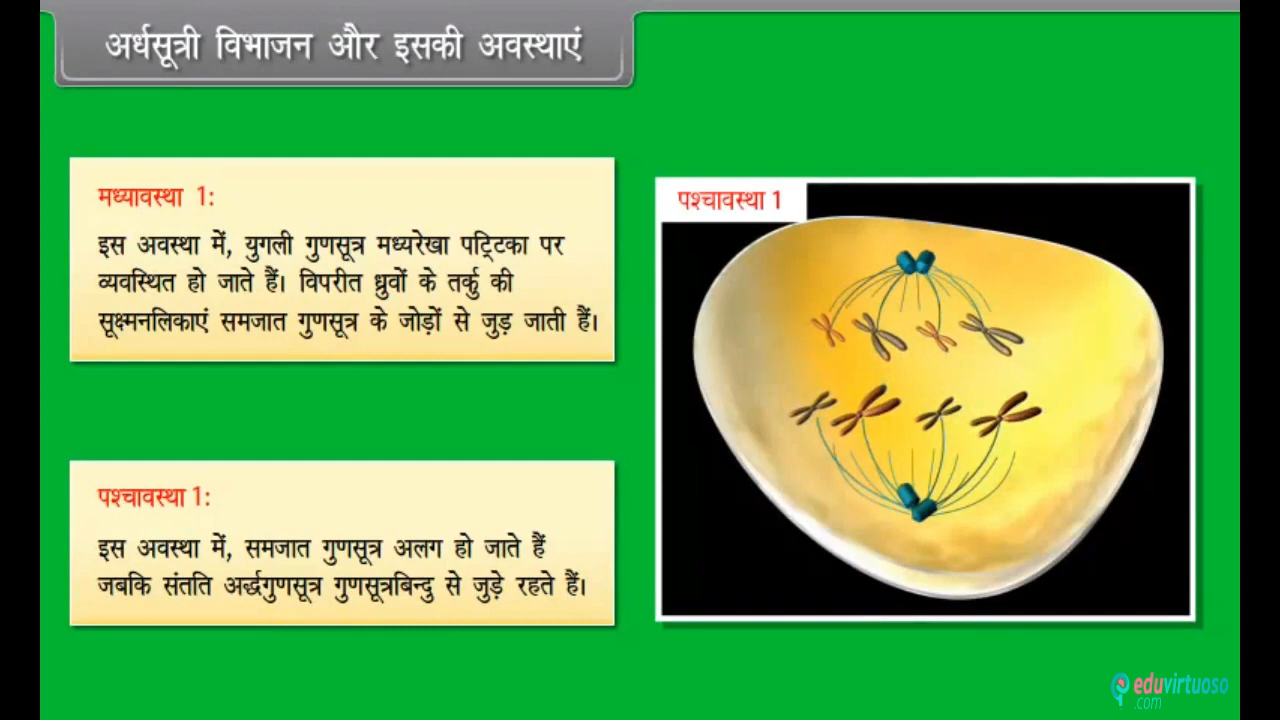 अर्धसूत्री विभाजन और इसकी अवस्थाएं
मध्यावस्था 1:
इस अवस्था में, युगली गुणसूत्र मध्यरेखा पट्टिका पर
व्यवस्थित हो जाते हैं। विपरीत ध्रुवों के तर्कु की
सूक्ष्मनलिकाएं समजात गुणसूत्र के जोड़ों से जुड़ जाती हैं।
पश्चावस्था 1:
इस अवस्था में, समजात गुणसूत्र अलग हो जाते हैं
जबकि संतति अर्द्धगुणसूत्र गुणसूत्रबिन्दु से जुड़े रहते हैं।
पश्चावस्था 1
eduvirtuoso
.com